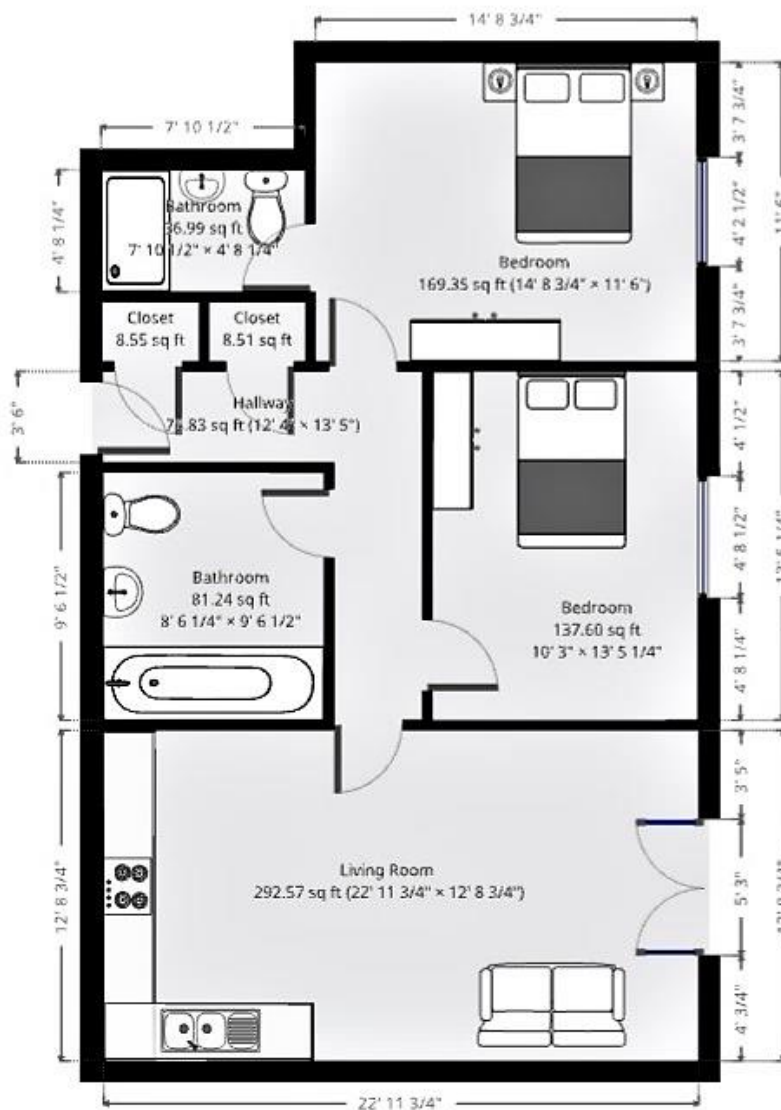 14' 8 3/4"
7' 10 1/2"
3' 7 3/4"
4' 8 1/4"
Bathroom
36.99 sq ft
7' 10 1/2" × 4' 8 1/4"
4' 2 1/2"
11' 6"
Bedroom
169.35 sq ft (14' 8 3/4" × 11' 6")
3' 7 3/4"
Closet
8.55 sq ft
Closet
8.51 sq ft
3' 6"
Hallway
× 13' 5")
4' 1/2"
4' 8 1/2"
9' 6 1/2"
Bathroom
81.24 sq ft
8' 6 1/4" × 9' 6 1/2"
Bedroom
137.60 sq ft
10' 3" × 13' 5 1/4"
4' 8 1/4"
3' 5"
12' 8 3/4"
Living Room
292.57 sq ft (22' 11 3/4" × 12' 8 3/4")
5' 3"
4' 3/4"
22' 11 3/4"